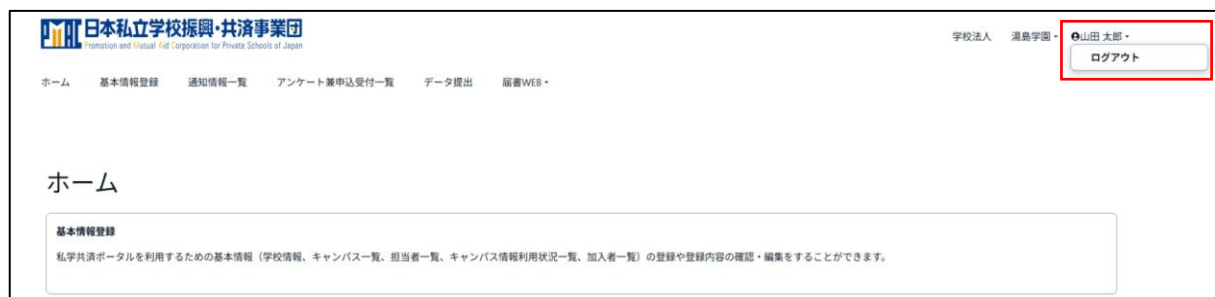 日本私立学校振興・共済事業団
Promotion and Mutual Aid Corporation for Private Schools of Japan
学校法人 湯島学園 山田 太郎
ログアウト
ホーム 基本情報登録 通知情報一覧 アンケート兼申込受付一覧 データ提出 届書WEB
ホーム
基本情報登録
私学共済ポータルを利用するための基本情報（学校情報、キャンパス一覧、担当者一覧、キャンパス情報利用状況一覧、加入者一覧）の登録や登録内容の確認・編集をすることができます。